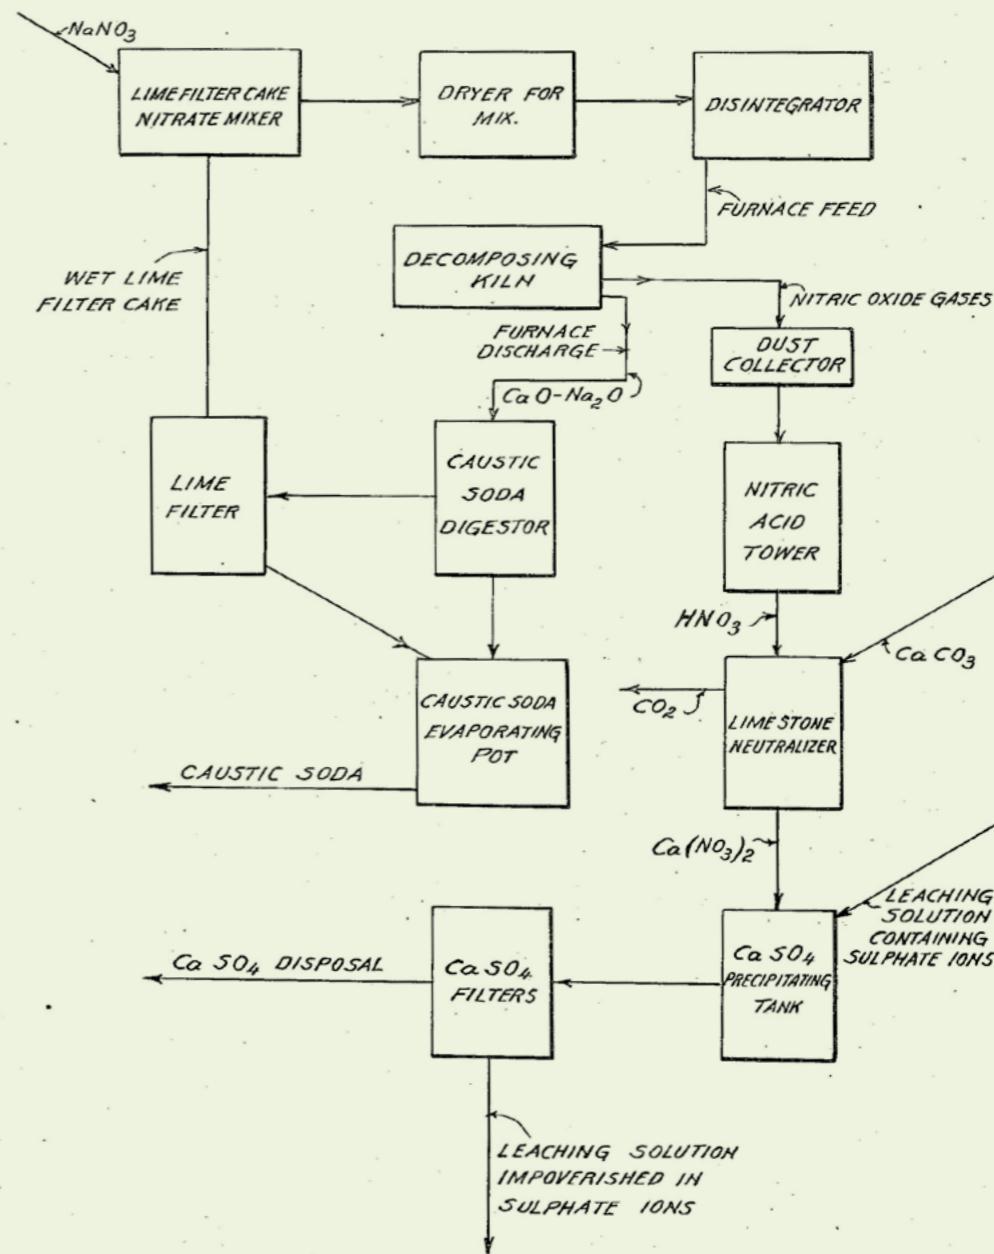 NaNO3
LIME FILTER CAKE
NITRATE MIXER
DRYER FOR
MIX.
DISINTEGRATOR
FURNACE FEED
DECOMPOSING
KILN
WET LIME
FILTER CAKE
NITRIC OXIDE GASES
FURNACE
DISCHARGE
DUST
COLLECTOR
CaO-Na2O
LIME
FILTER
CAUSTIC
SODA
DIGESTOR
NITRIC
ACID
TOWER
HNO3
CaCO3
CO2
LIMESTONE
NEUTRALIZER
CAUSTIC SODA
EVAPORATING
POT
CAUSTIC SODA
Ca(NO3)2
LEACHING
SOLUTION
CONTAINING
SULPHATE IONS
CaSO4
PRECIPITATING
TANK
CaSO4
FILTERS
CaSO4 DISPOSAL
LEACHING SOLUTION
IMPOVERISHED IN
SULPHATE IONS